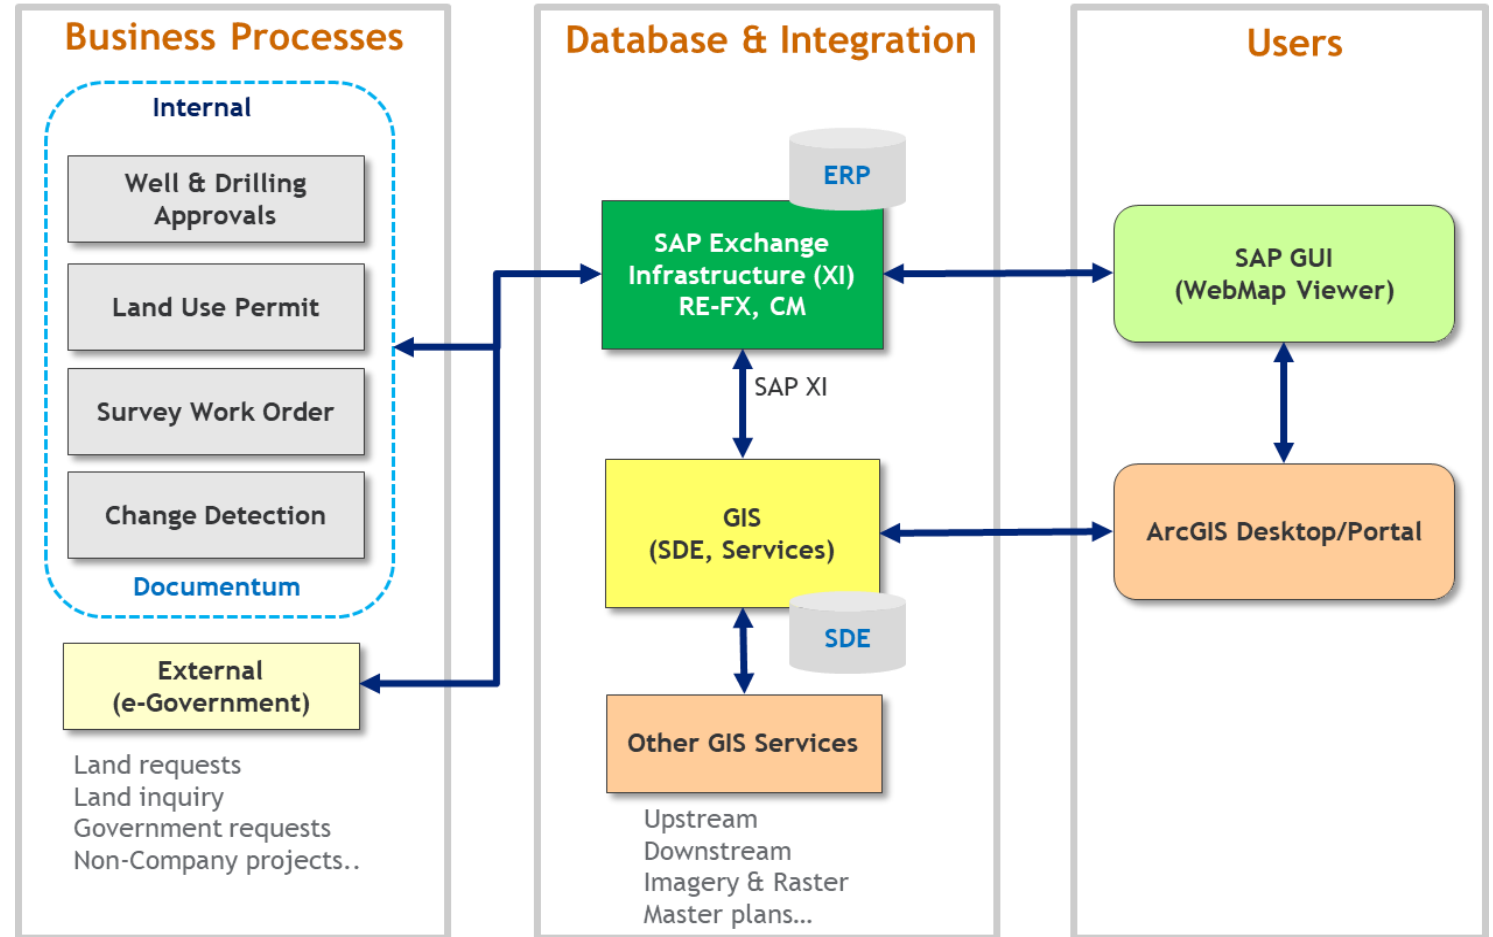 Business Processes
Internal
Well & Drilling
Approvals
Land Use Permit
Survey Work Order
Change Detection
Documentum
External
(e-Government)
Land requests
Land inquiry
Government requests
Non-Company projects..
Database & Integration
ERP
SAP Exchange
Infrastructure (XI)
RE-FX, CM
SAP XI
GIS
(SDE, Services)
SDE
Other GIS Services
Upstream
Downstream
Imagery & Raster
Master plans...
Users
SAP GUI
(WebMap Viewer)
ArcGIS Desktop/Portal